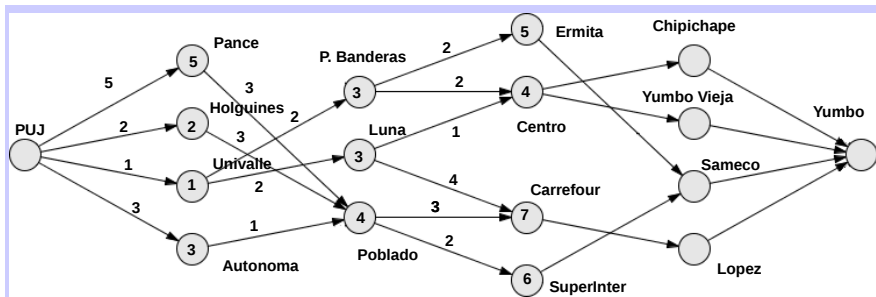 Pance
5
5
3
PUJ
2
Holguines
2
3
1
Univalle
1
2
2
3
3
Autonoma
1
P. Banderas
3
2
2
Luna
3
1
4
4
Poblado
3
2
5
Ermita
4
Centro
Carrefour
7
6
SuperInter
Chipichape
Yumbo Vieja
Sameco
Lopez
Yumbo